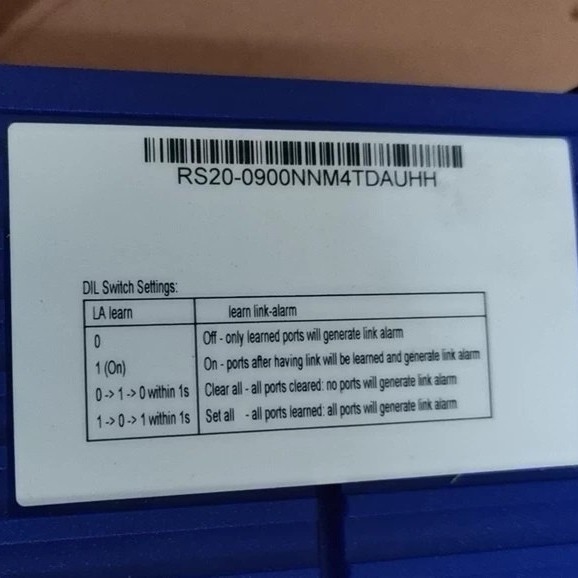 RS20-0900NNM4TDAUHH
DIL Switch Settings:
LA learn learn link-alarm
0 Off - only learned ports will generate link alarm
1 (On) On - ports after having link will be learned and generate link alarm
0 -> 1 -> 0 within 1s Clear all - all ports cleared: no ports will generate link alarm
1 -> 0 -> 1 within 1s Set all - all ports learned: all ports will generate link alarm